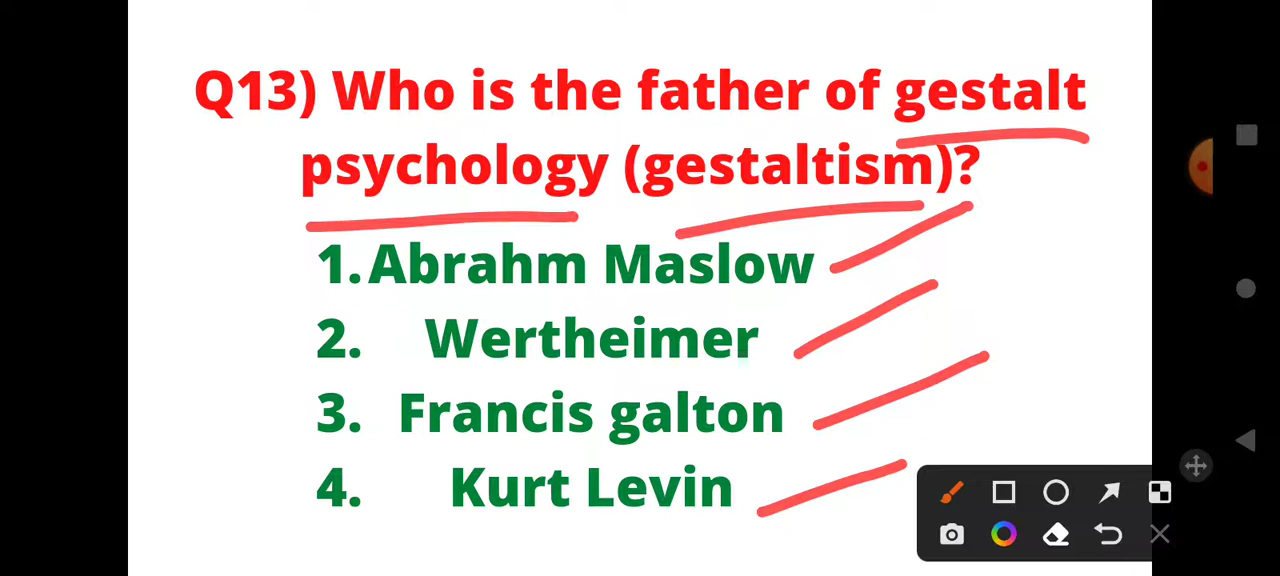 Q13) Who is the father of gestalt
psychology (gestaltism)?
1. Abrahm Maslow
2. Wertheimer
3. Francis galton
4. Kurt Levin